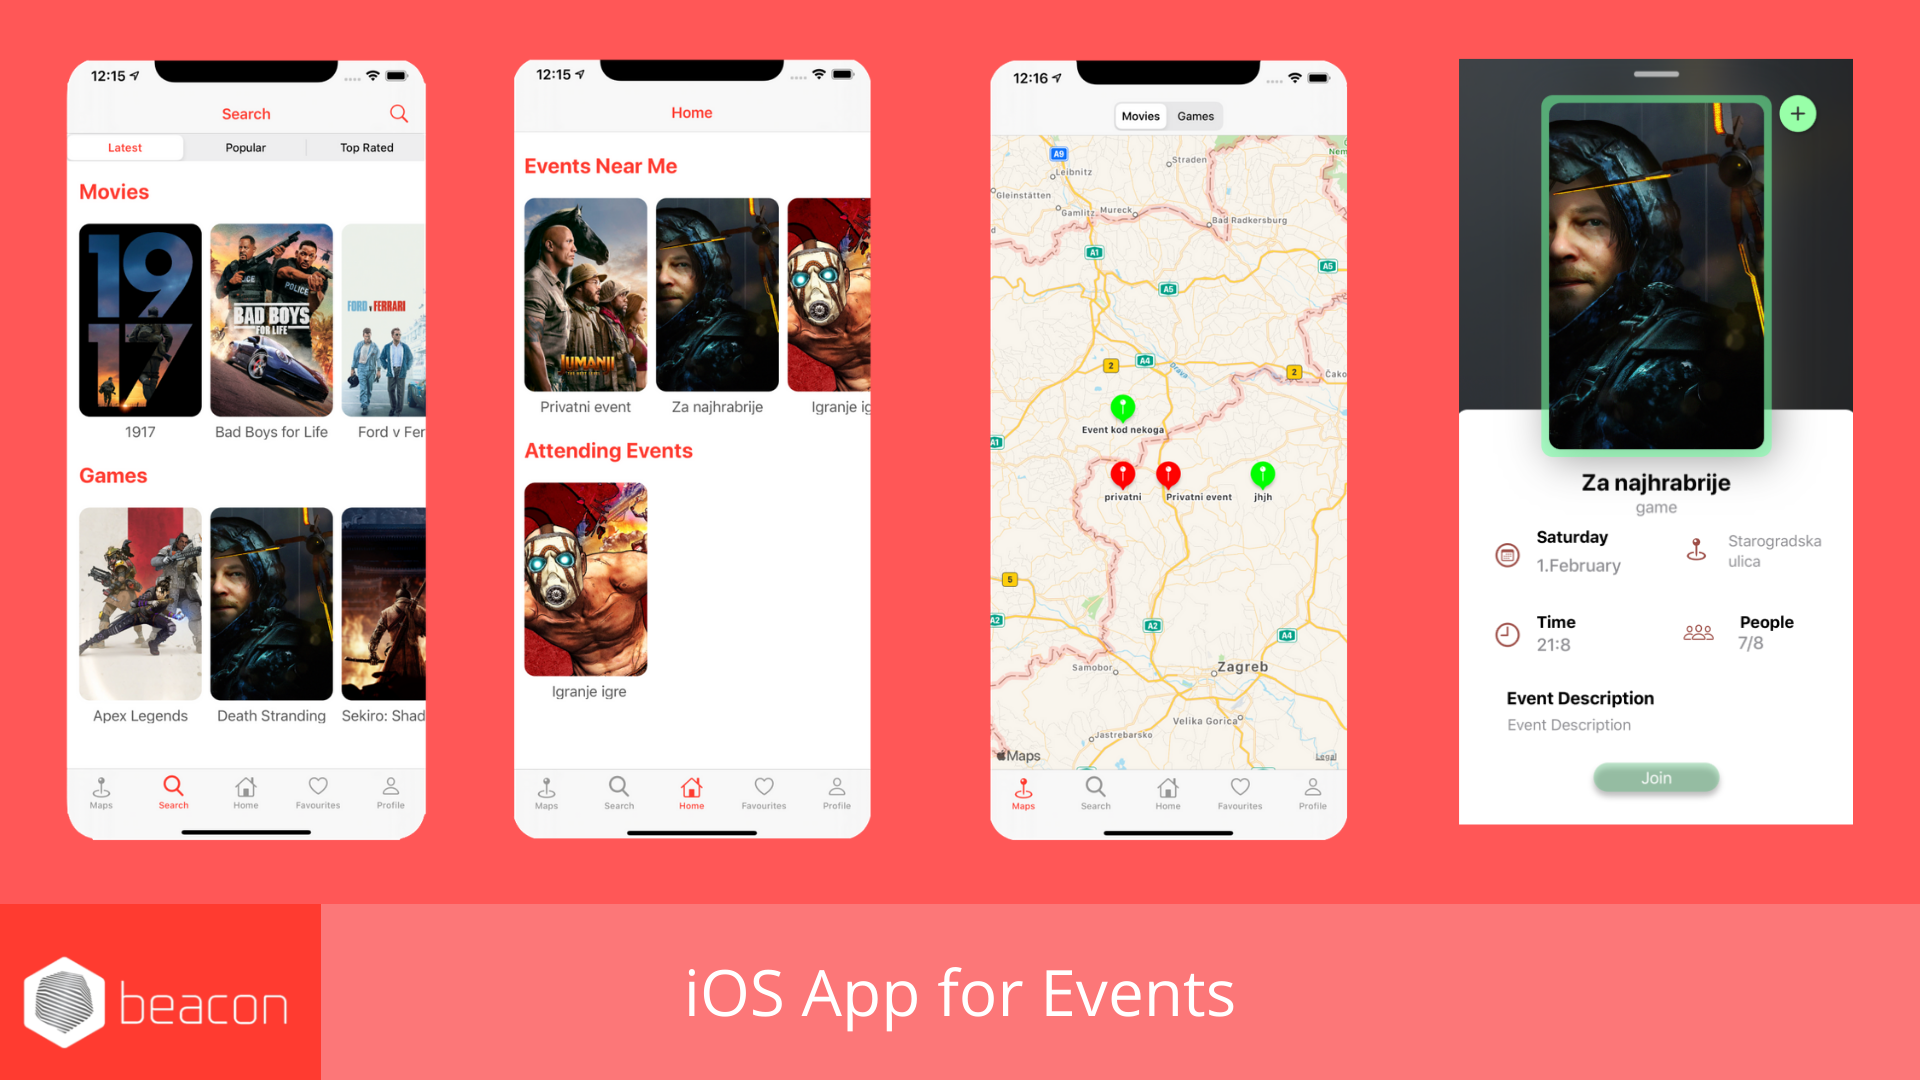 12:15
Search
Latest
Popular
Top Rated
Movies
19
17
POLICE
BAD BOYS
FOR LIFE
FORD v FERRARI
1917
Bad Boys for Life
Ford v Fer
Games
Apex Legends
Death Stranding
Sekiro: Shad
Maps
Search
Home
Favourites
Profile
12:15
Home
Events Near Me
JUMANJI
Privatni event
Za najhrabrije
Igranje ig
Attending Events
Igranje igre
Maps
Search
Home
Favourites
Profile
12:16
Movies
Games
A9
Straden
Nem
Leibnitz
Gleinstätten
Gamlitz
Mureck
Bad Radkersburg
d
A1
A5
A5
A4
2
Drava
2
Čako
Event kod nekoga
A1
privatni
Privatni event
jhjh
5
A2
A2
A4
Samobor
Zagreb
Velika Gorica
Jastrebarsko
Maps
Legal
Maps
Search
Home
Favourites
Profile
Za najhrabrije
game
Saturday
1.February
Starogradska
ulica
Time
21:8
People
7/8
Event Description
Event Description
Join
beacon
iOS App for Events